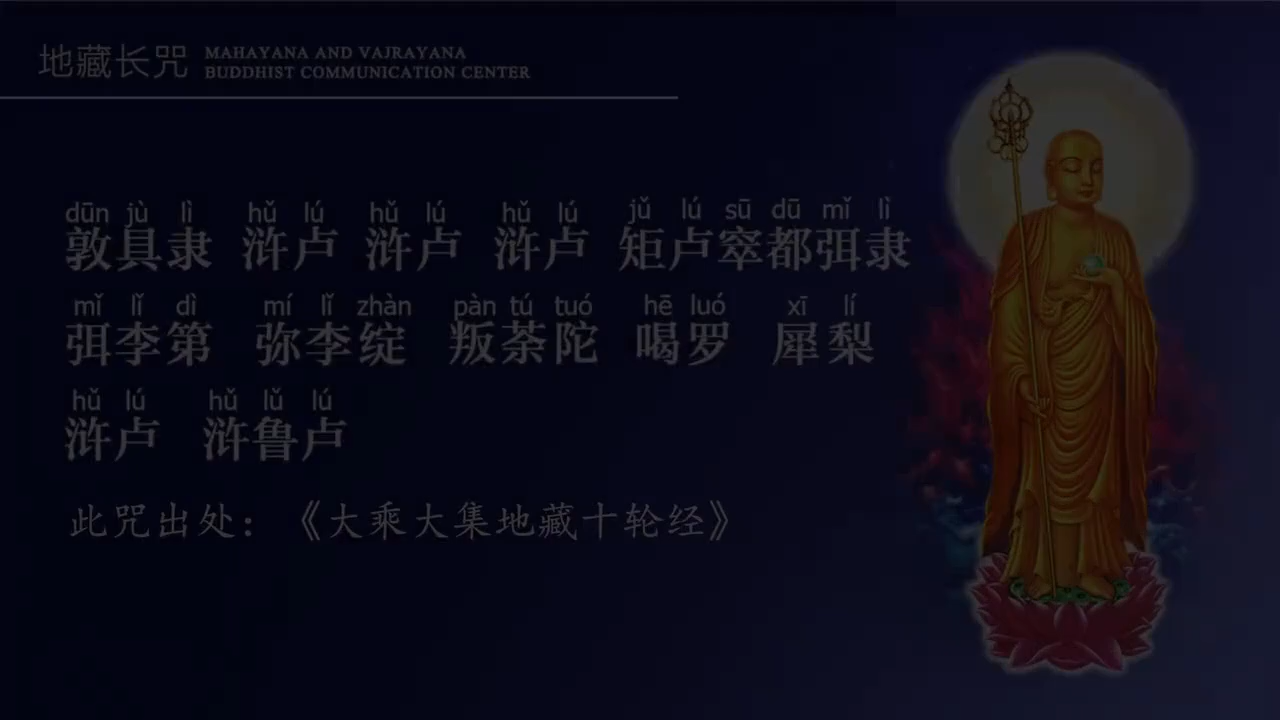 地藏长咒 MAHAYANA AND VAJRAYANA
BUDDHIST COMMUNICATION CENTER
dūn jù lì hǔ lú hǔ lú hǔ lú jǔ lú sū dū mǐ lì
敦具隶 浒卢 浒卢 浒卢 矩卢窣都弭隶
mǐ lǐ dì mí lǐ zhàn pàn tú tuó hē luó xī lí
弭李第 弥李绽 叛荼陀 喝罗 犀梨
hǔ lú hǔ lǔ lú
浒卢 浒鲁卢
此咒出处：《大乘大集地藏十轮经》